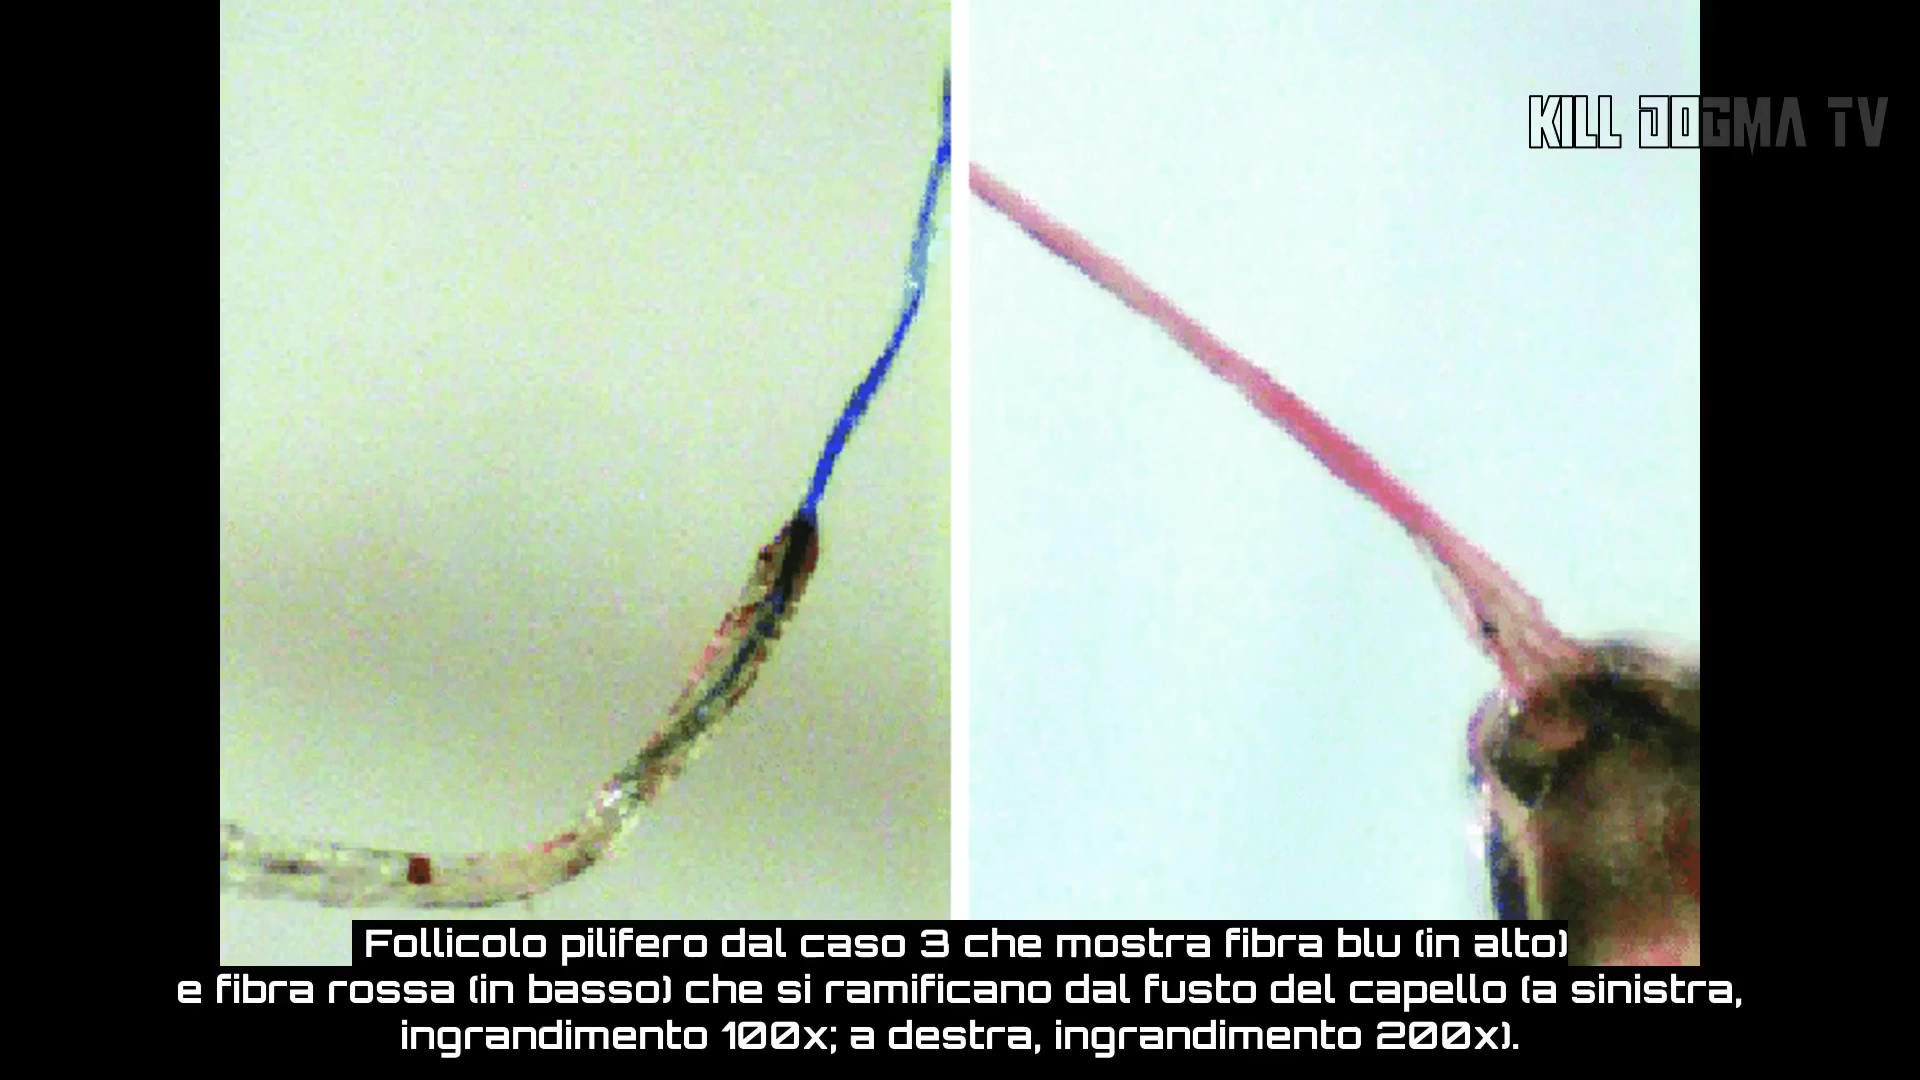 KILL DOGMA TV
Follicolo pilifero dal caso 3 che mostra fibra blu (in alto)
e fibra rossa (in basso) che si ramificano dal fusto del capello (a sinistra,
ingrandimento 100x; a destra, ingrandimento 200x).